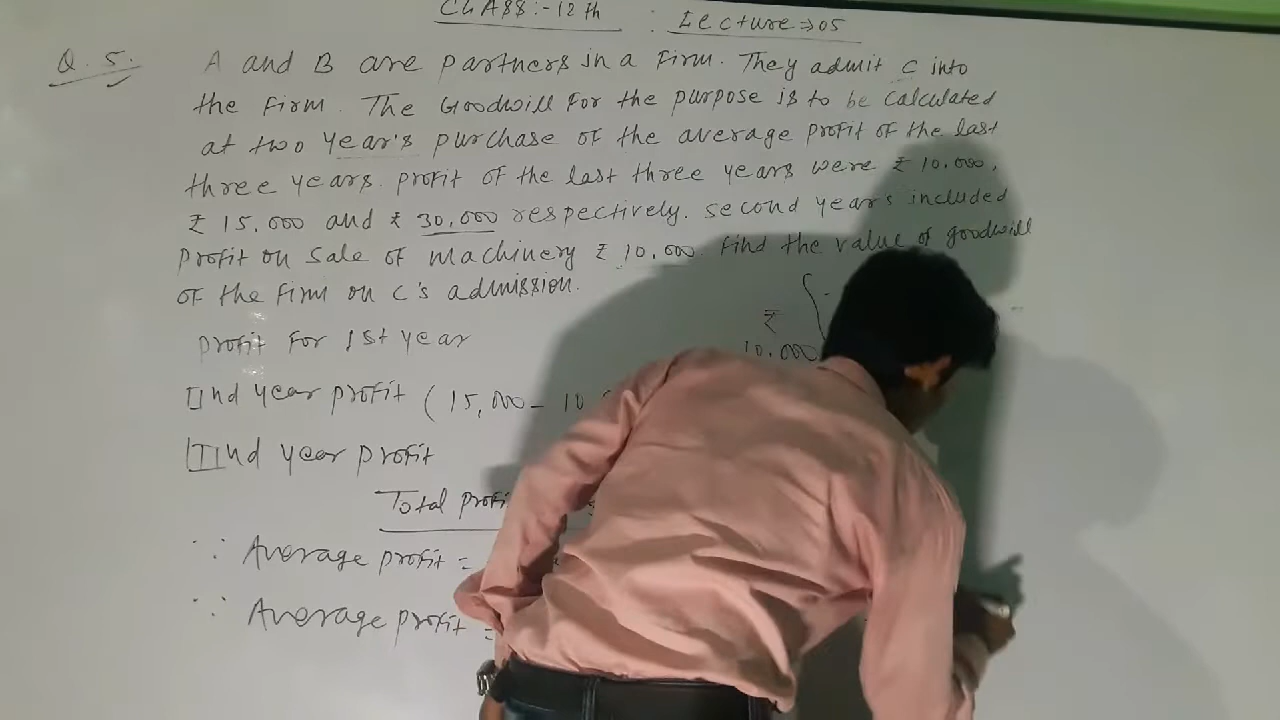 CLASS:-12th : Lecture⇒05
Q.5. A and B are partners in a Firm. They admit C into
the Firm. The Goodwill For the purpose is to be calculated
at two year's purchase of the average profit of the last
three years. profit of the last three years were ₹ 10.000,
₹ 15.000 and ₹ 30,000 respectively. second year's included
profit on sale of machinery ₹ 10.000. Find the value of goodwill
of the firm on C's admission.
₹
profit for 1st year 10.000
IInd year profit (15,000 - 10
IIInd year profit
Total
∵ Average profit =
∵ Average profit =